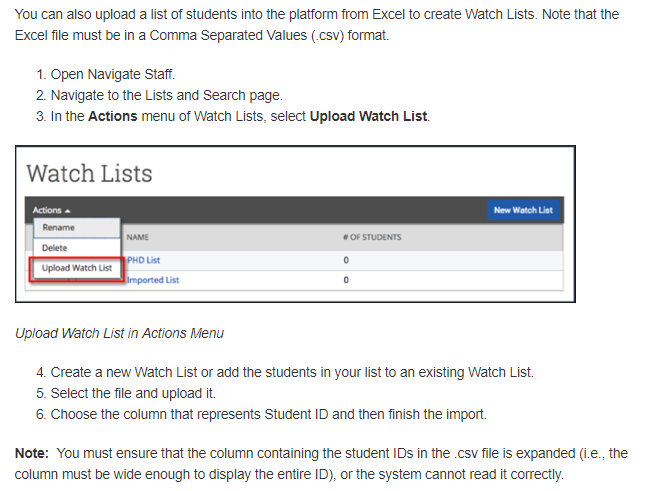 You can also upload a list of students into the platform from Excel to create Watch Lists. Note that the
Excel file must be in a Comma Separated Values (.csv) format.
1. Open Navigate Staff.
2. Navigate to the Lists and Search page.
3. In the Actions menu of Watch Lists, select Upload Watch List.
Watch Lists
Actions
New Watch List
Rename
NAME
# OF STUDENTS
Delete
PHD List 0
Upload Watch List
Imported List 0
Upload Watch List in Actions Menu
4. Create a new Watch List or add the students in your list to an existing Watch List.
5. Select the file and upload it.
6. Choose the column that represents Student ID and then finish the import.
Note: You must ensure that the column containing the student IDs in the .csv file is expanded (i.e., the
column must be wide enough to display the entire ID), or the system cannot read it correctly.